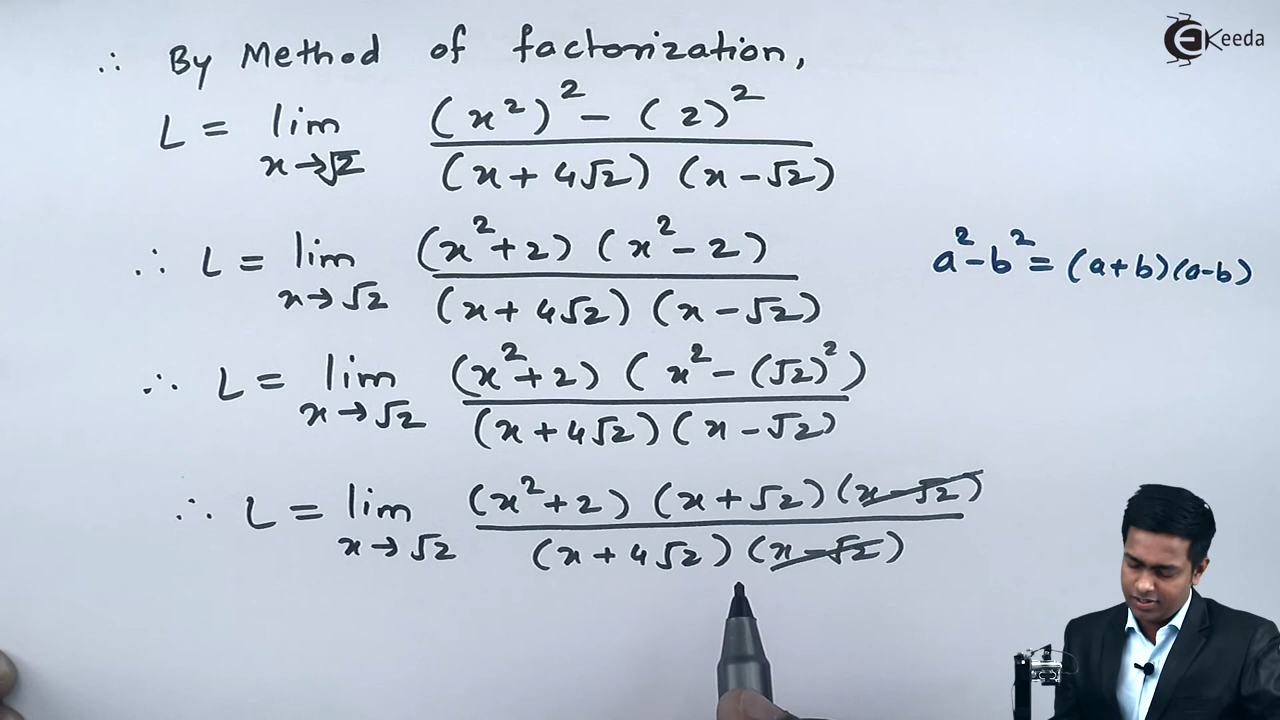 ∴ By Method of factorization,
L = lim x→√2 (x²)² − (2)² / (x + 4√2) (x − √2)
∴ L = lim x→√2 (x² + 2) (x² − 2) / (x + 4√2) (x − √2)
a² − b² = (a + b) (a − b)
∴ L = lim x→√2 (x² + 2) (x² − (√2)²) / (x + 4√2) (x − √2)
∴ L = lim x→√2 (x² + 2) (x + √2) (x − √2) / (x + 4√2) (x − √2)
EKeeda